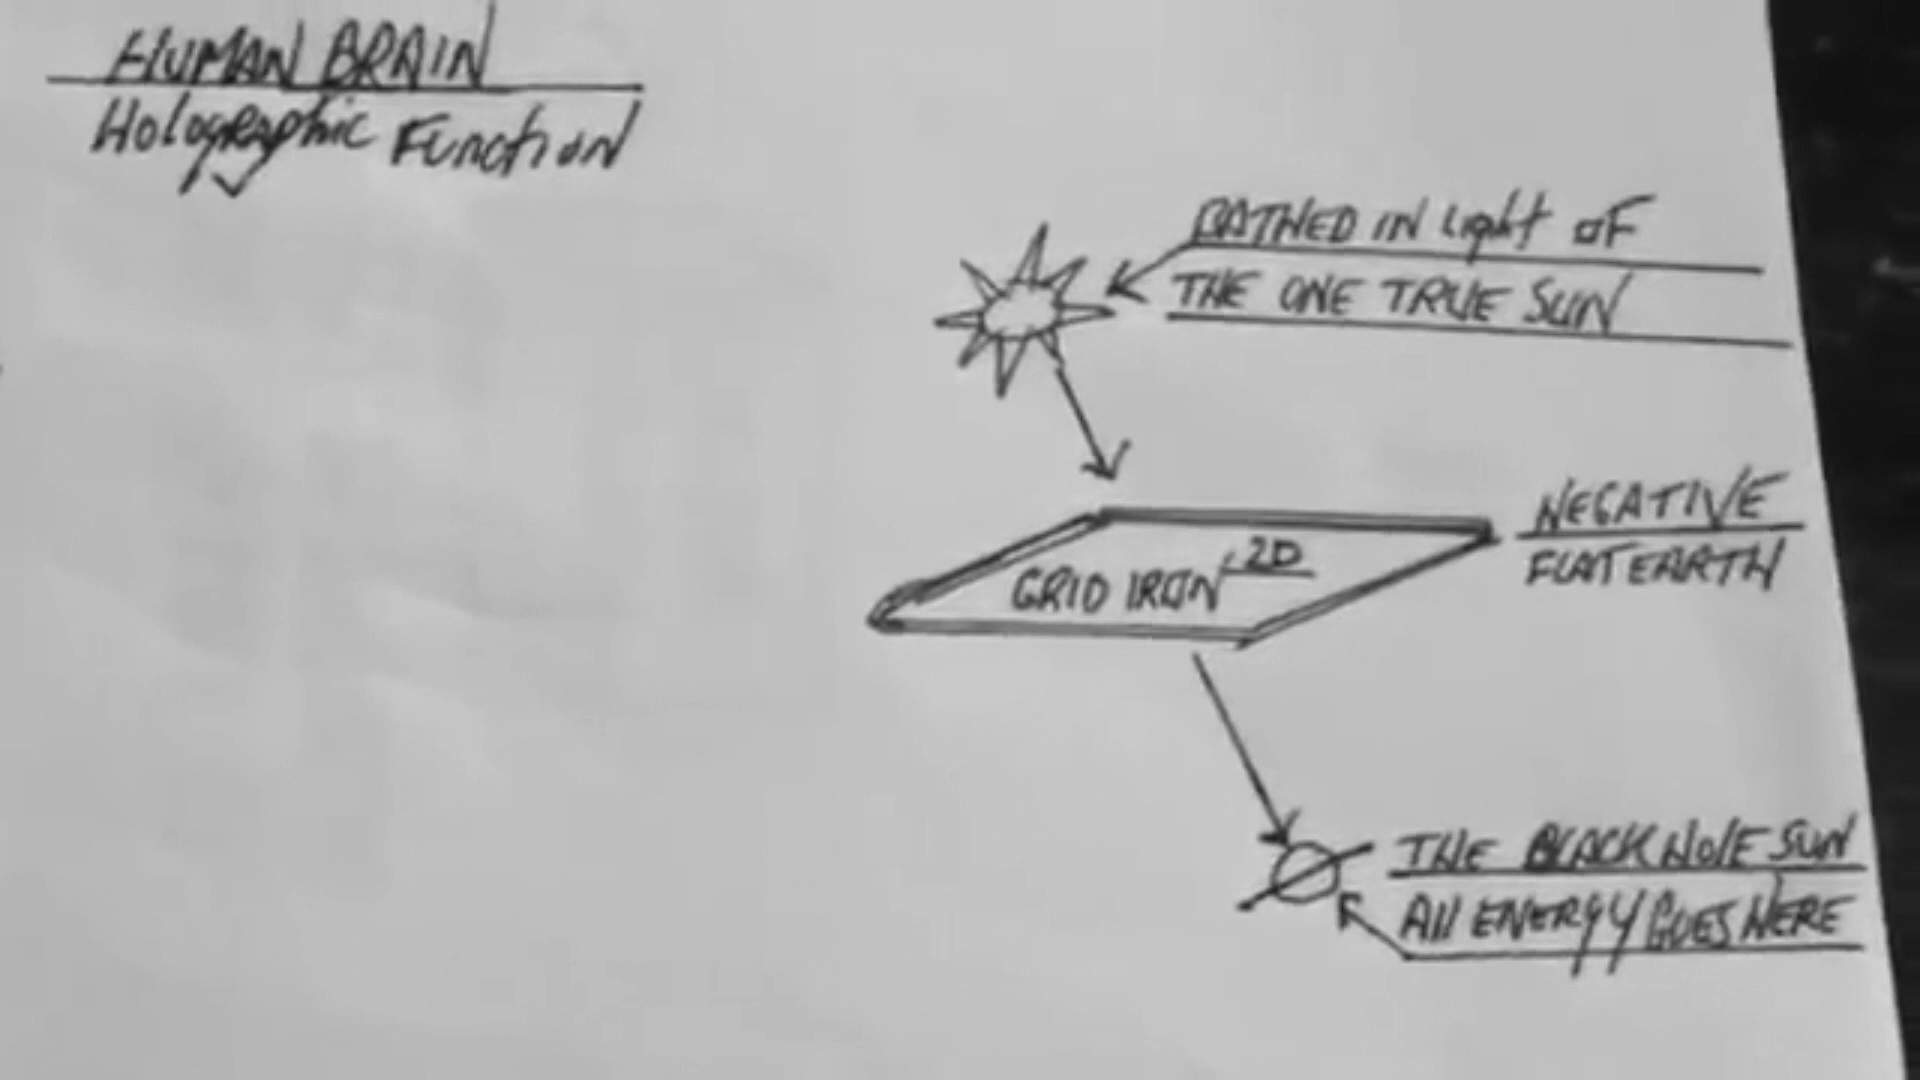 HUMAN BRAIN
Holographic Function
BATHED IN Light OF
THE ONE TRUE SUN
NEGATIVE
FLAT EARTH
GRID IRON 2D
THE BLACK HOlE SUN
All ENERGY GOES HERE